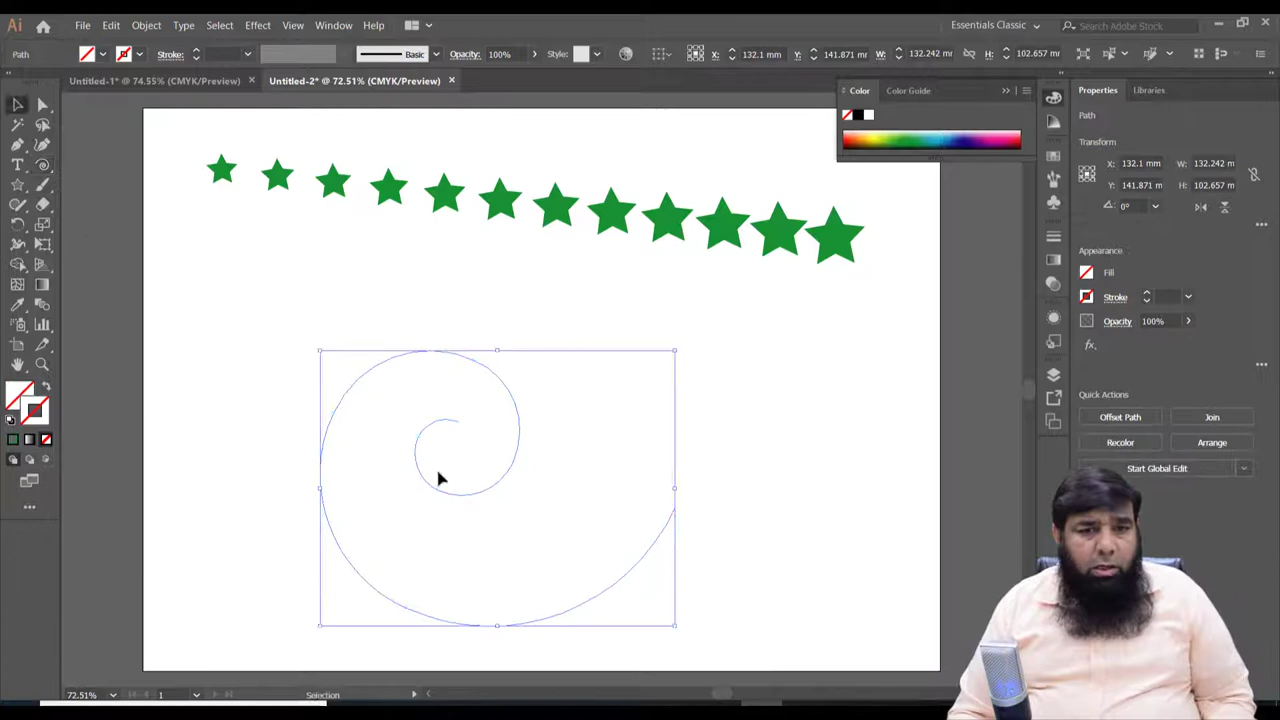 Ai File Edit Object Type Select Effect View Window Help Essentials Classic Search Adobe Stock
Path Stroke: Basic Opacity: 100% Style: X: 132.1 mm Y: 141.871 mm W: 132.242 mm H: 102.657 mm
Untitled-1* @ 74.55% (CMYK/Preview) × Untitled-2* @ 72.51% (CMYK/Preview) ×
Color Color Guide
Properties Libraries
Path
Transform
X: 132.1 mm W: 132.242 m
Y: 141.871 m H: 102.657 m
0°
Appearance
Fill
Stroke
Opacity 100%
fx.
Quick Actions
Offset Path Join
Recolor Arrange
Start Global Edit
72.51% 1 Selection